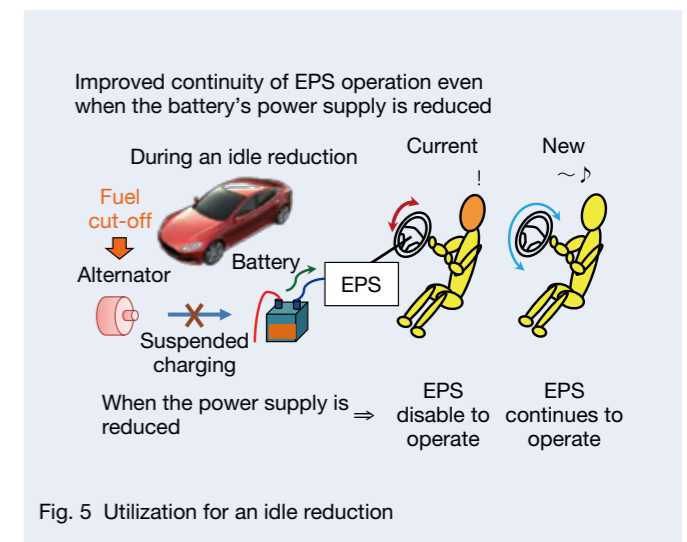 Improved continuity of EPS operation even
when the battery's power supply is reduced
During an idle reduction
Current
New
!
～♪
Fuel
cut-off
Alternator
Battery
EPS
Suspended
charging
When the power supply is
reduced
⇒
EPS
disable to
operate
EPS
continues to
operate
Fig. 5 Utilization for an idle reduction